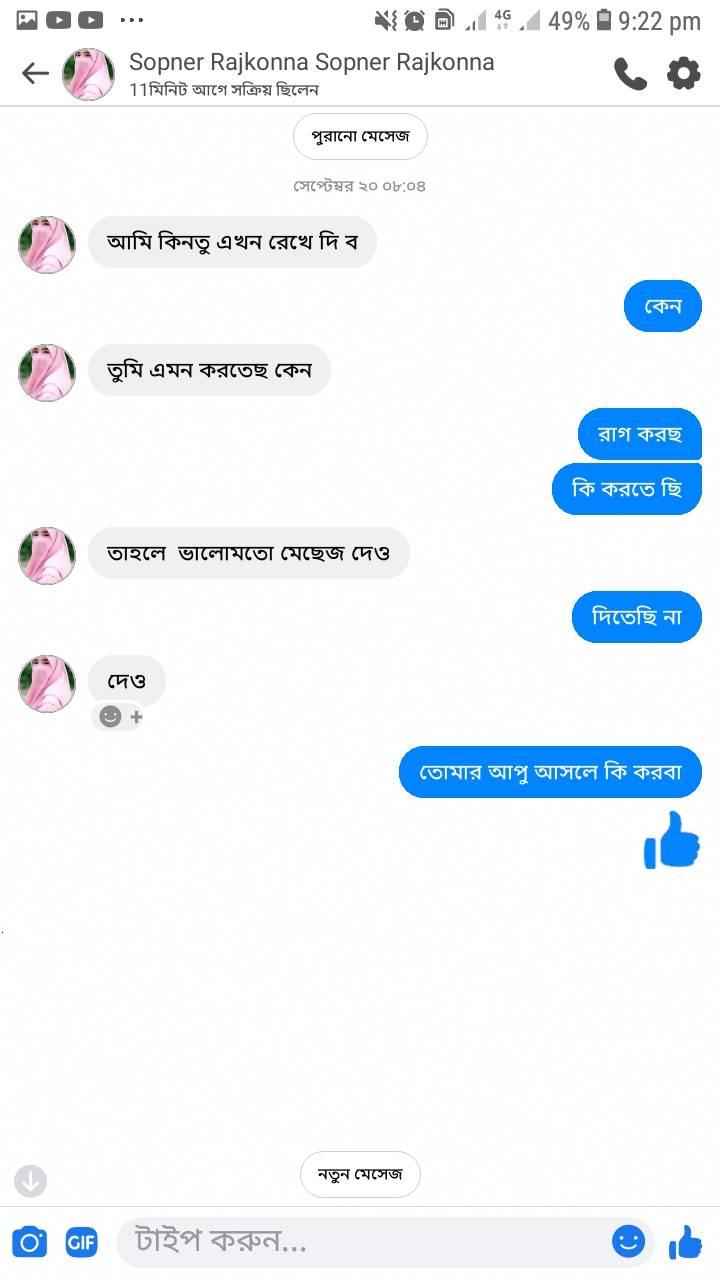 4G 49% 9:22 pm
Sopner Rajkonna Sopner Rajkonna
11মিনিট আগে সক্রিয় ছিলেন
পুরানো মেসেজ
সেপ্টেম্বর ২০ ০৮:০৪
আমি কিনতু এখন রেখে দি ব
কেন
তুমি এমন করতেছ কেন
রাগ করছ
কি করতে ছি
তাহলে ভালোমতো মেছেজ দেও
দিতেছি না
দেও
তোমার আপু আসলে কি করবা
নতুন মেসেজ
GIF টাইপ করুন...